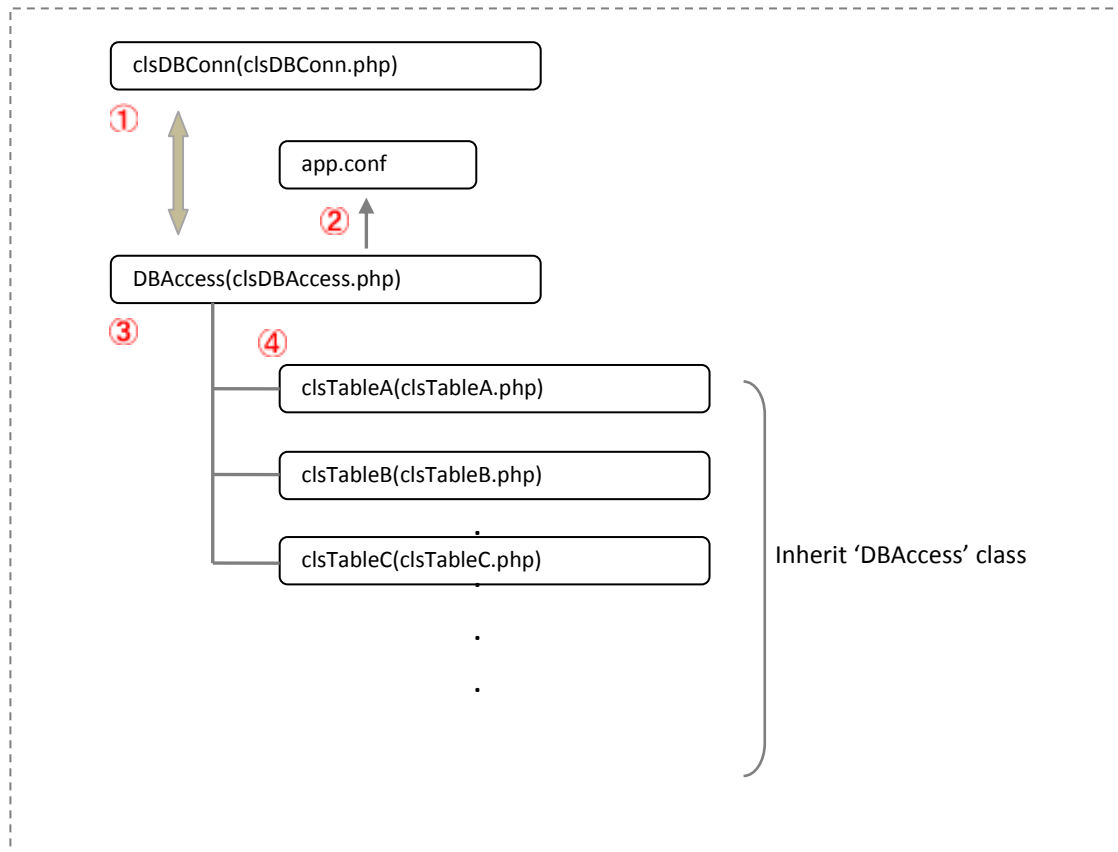 clsDBConn(clsDBConn.php)
①
app.conf
②
DBAccess(clsDBAccess.php)
③
④
clsTableA(clsTableA.php)
clsTableB(clsTableB.php)
.
clsTableC(clsTableC.php)
.
Inherit ‘DBAccess’ class
.
.